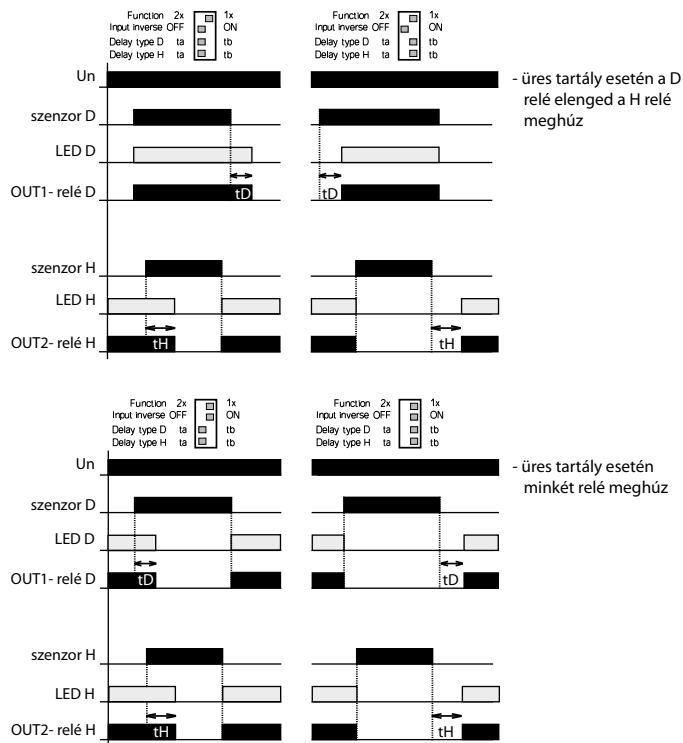 Function 2x 1x
Input inverse OFF ON
Delay type D ta tb
Delay type H ta tb
Function 2x 1x
Input inverse OFF ON
Delay type D ta tb
Delay type H ta tb
Un
- üres tartály esetén a D
relé elenged a H relé
meghúz
szenzor D
LED D
OUT1- relé D
tD
tD
szenzor H
LED H
OUT2- relé H
tH
tH
Function 2x 1x
Input inverse OFF ON
Delay type D ta tb
Delay type H ta tb
Function 2x 1x
Input inverse OFF ON
Delay type D ta tb
Delay type H ta tb
Un
- üres tartály esetén
minkét relé meghúz
szenzor D
LED D
OUT1- relé D
tD
tD
szenzor H
LED H
OUT2- relé H
tH
tH